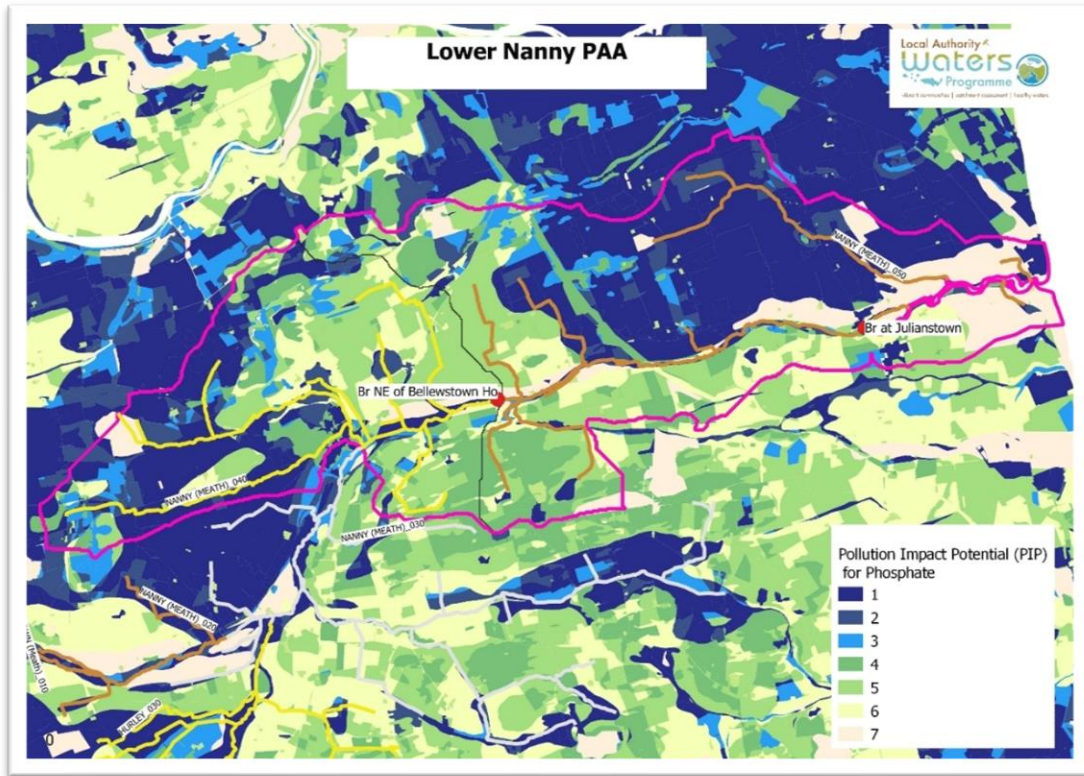 Lower Nanny PAA
Local Authority
Waters
Programme
NANNY (MEATH)_050
Br at Julianstown
Br NE of Bellewstown Ho
NANNY (MEATH)_040
NANNY (MEATH)_030
NANNY (MEATH)_020
(Meath)_010
HURLEY_030
0
Pollution Impact Potential (PIP)
for Phosphate
1
2
3
4
5
6
7